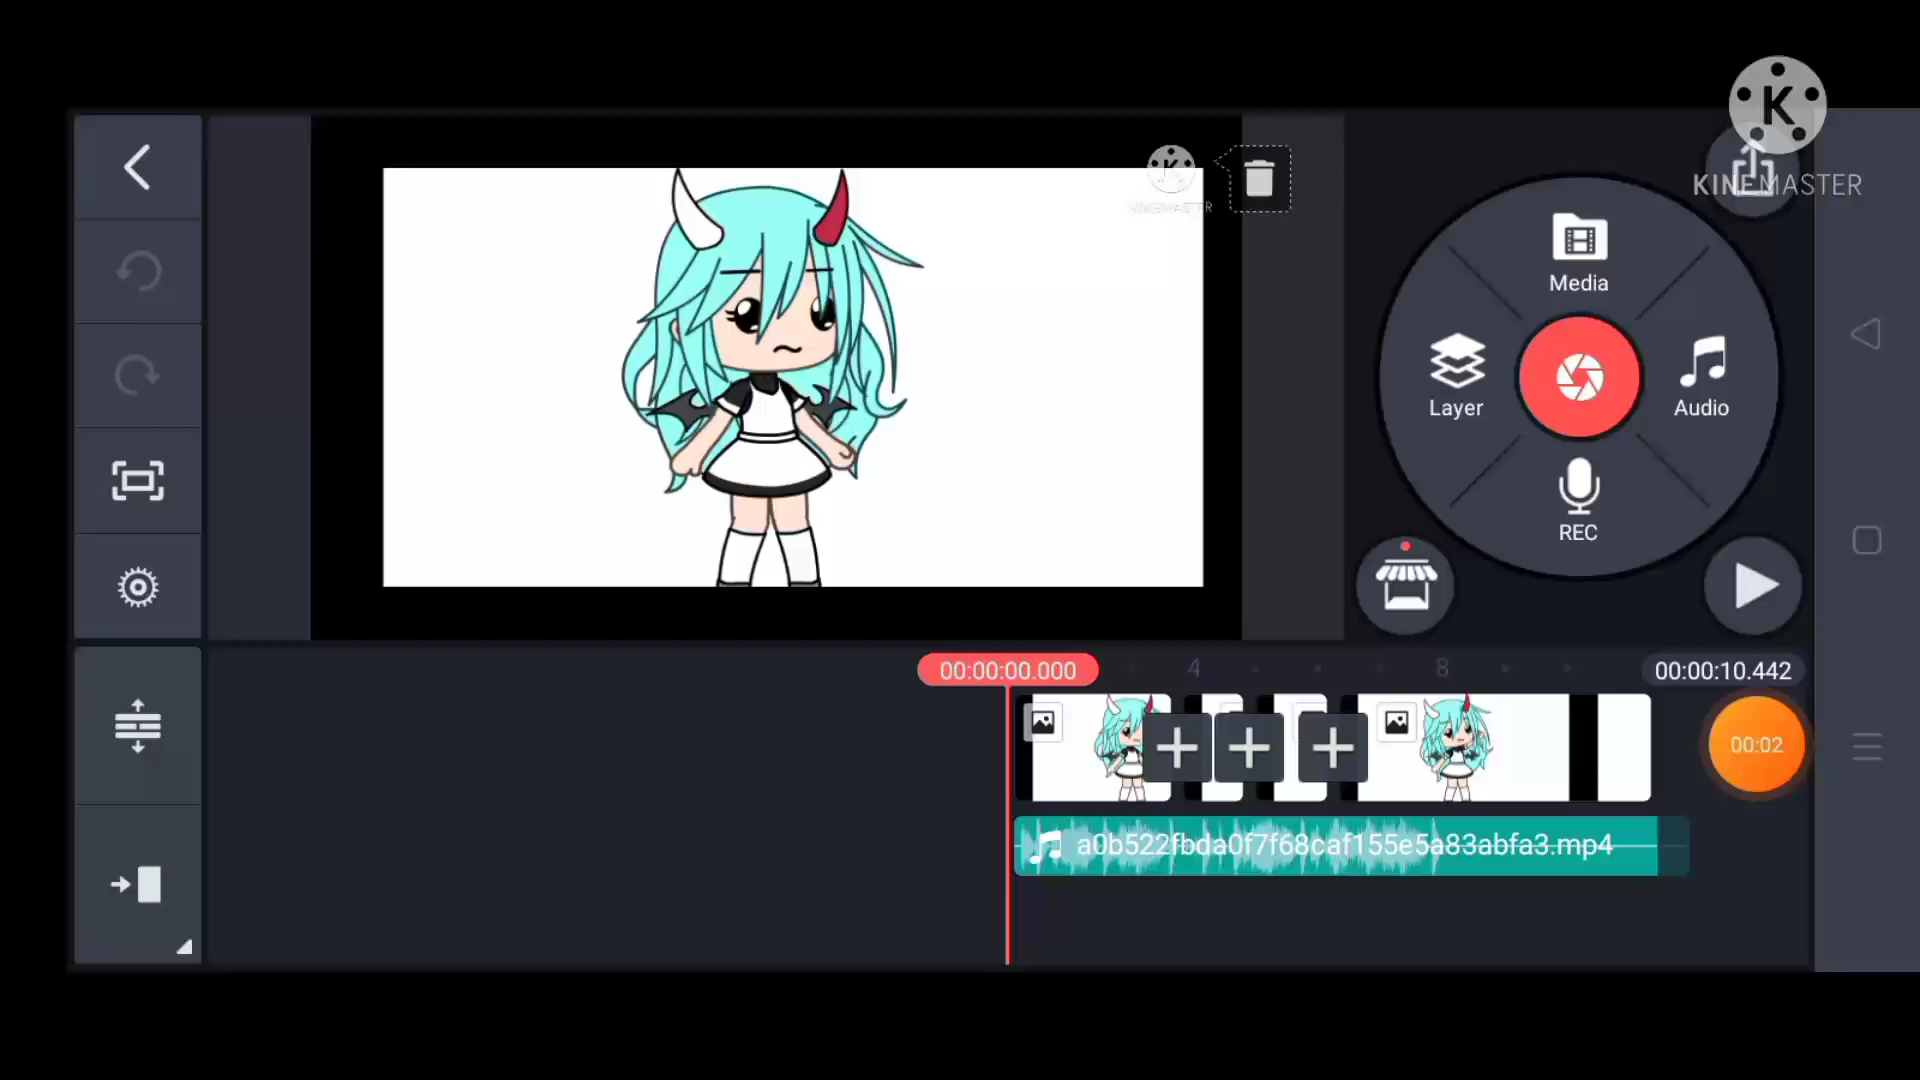 K
KINEMASTER
K
KINEMASTER
Media
Layer
Audio
REC
00:00:00.000
4
8
00:00:10.442
00:02
a0b522fbda0f7f68caf155e5a83abfa3.mp4